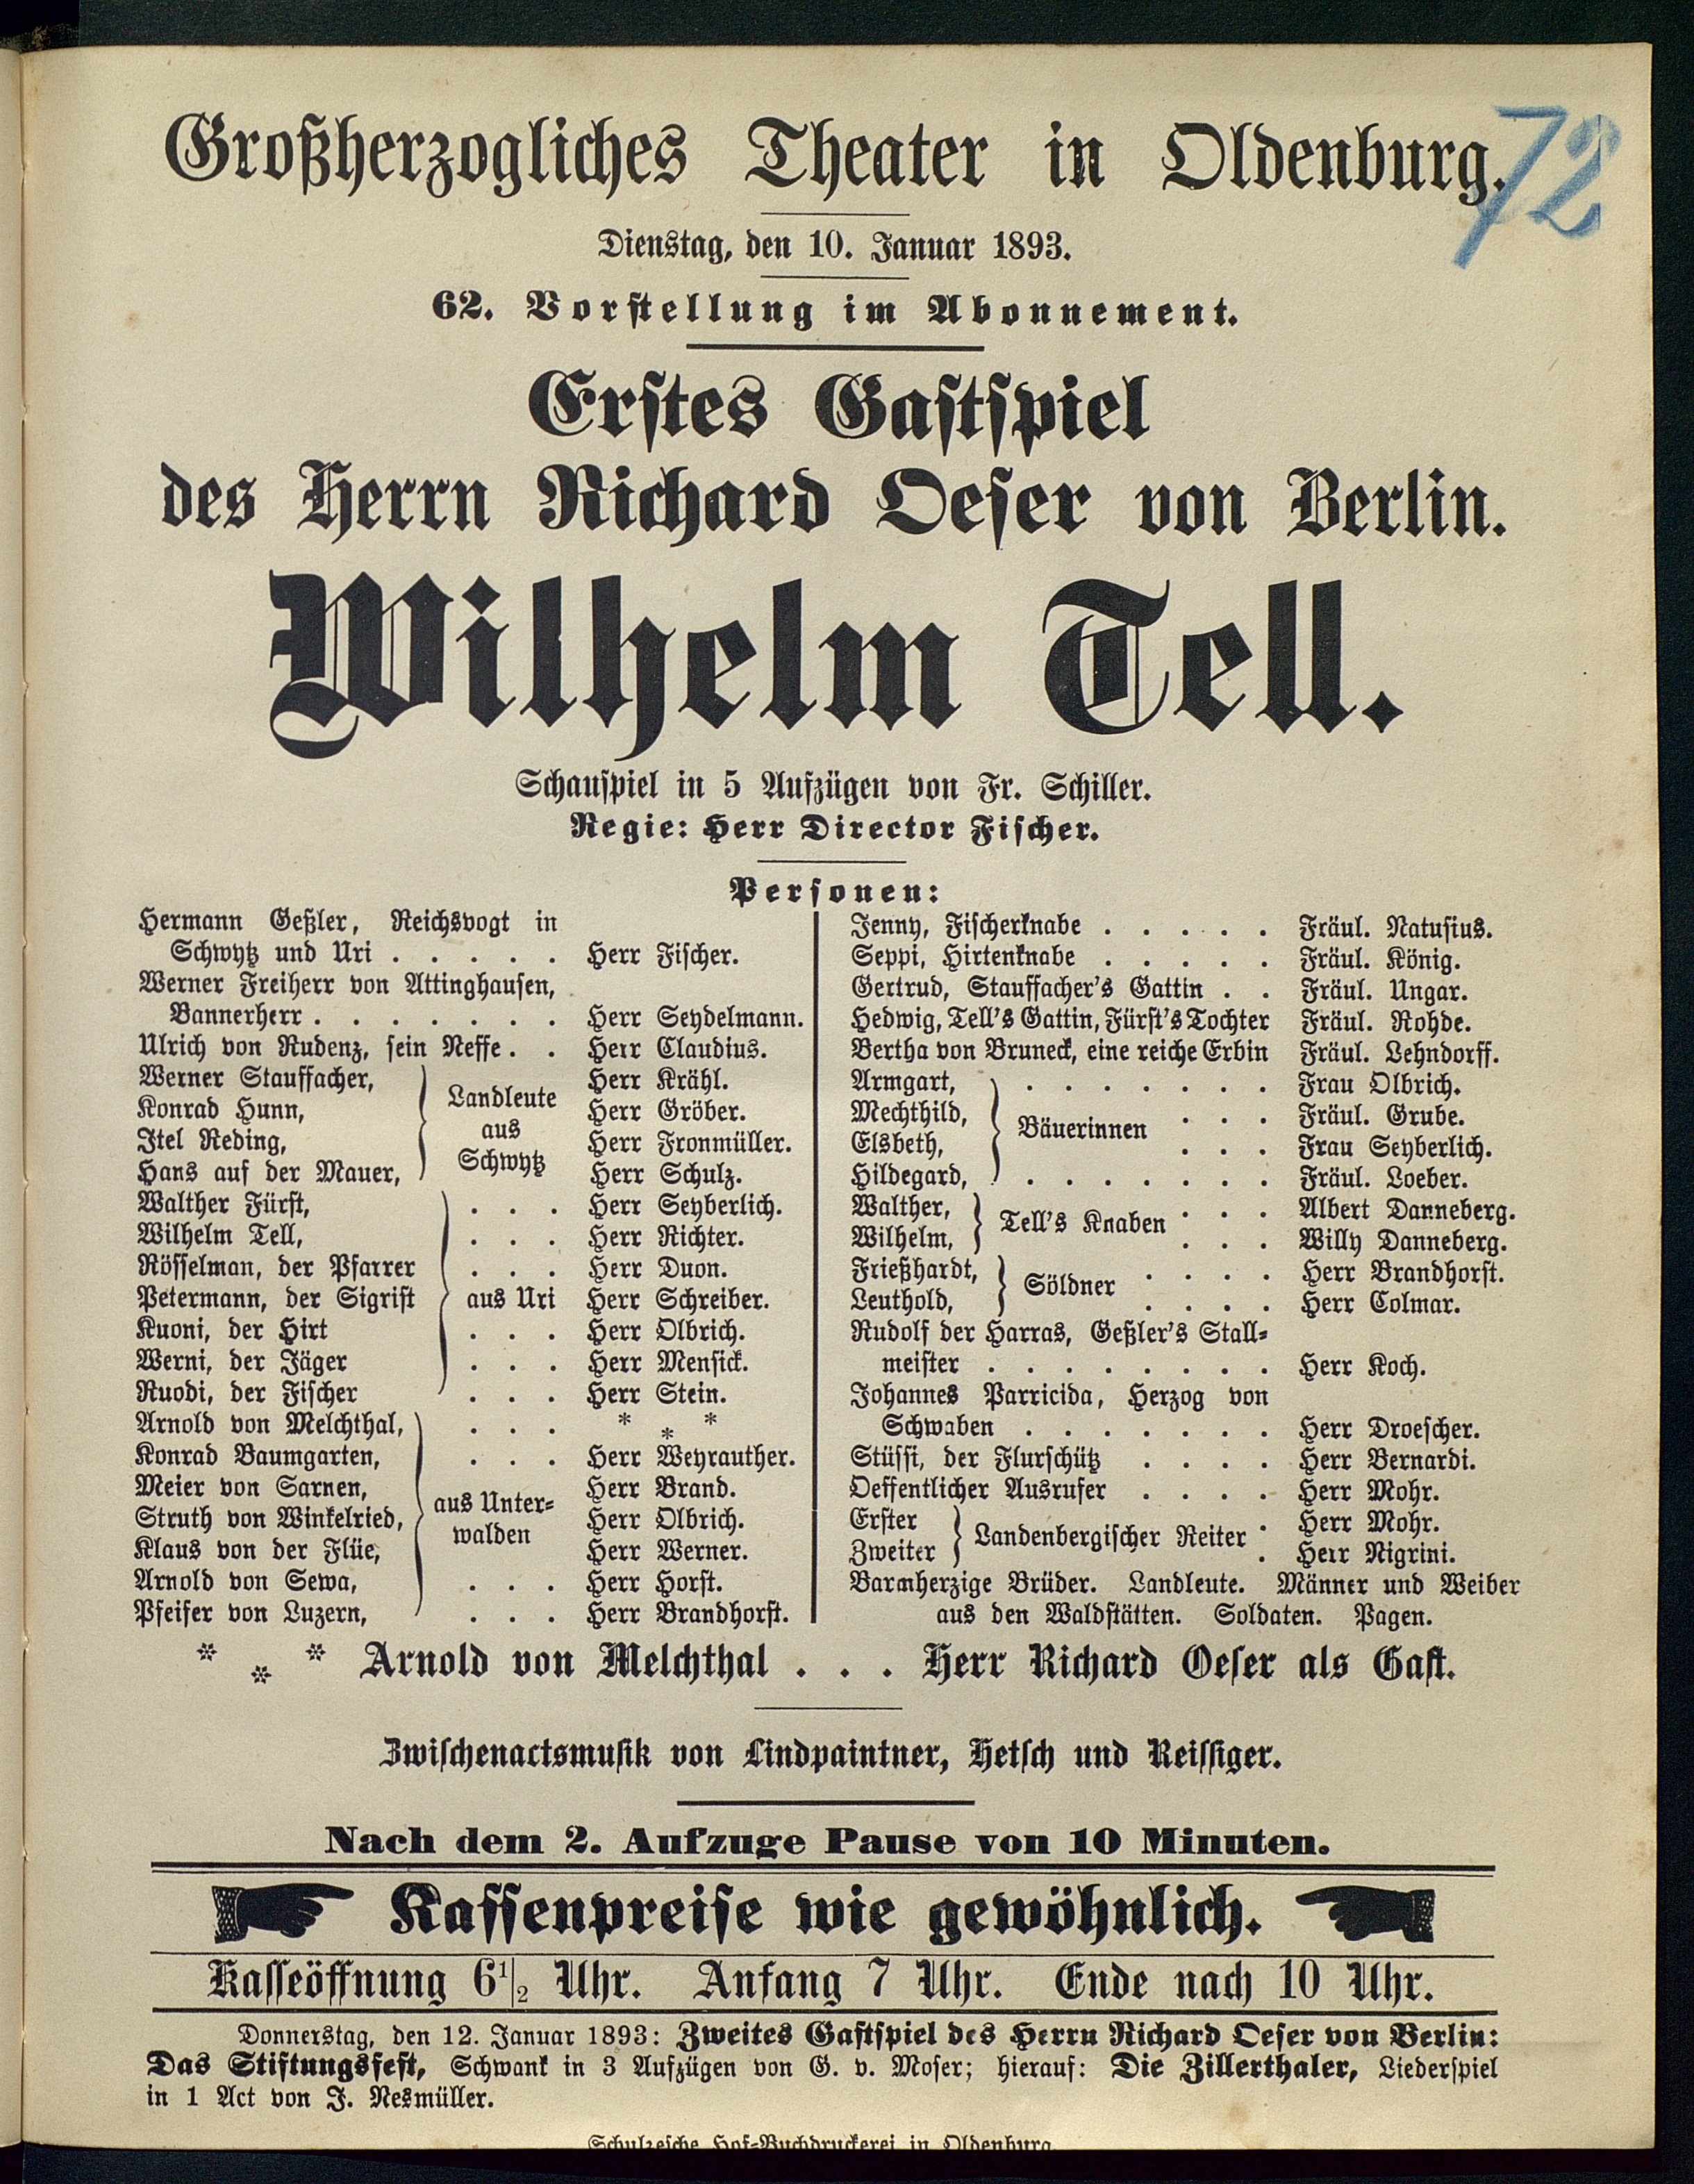 Großherzogliches Theater in Oldenburg.
72
Dienstag, den 10. Januar 1893.
62. Vorstellung im Abonnement.
Erstes Gastspiel
des Herrn Richard Oeser von Berlin.
Wilhelm Tell.
Schauspiel in 5 Aufzügen von Fr. Schiller.
Regie: Herr Director Fischer.
Personen:
Hermann Geßler, Reichsvogt in
Schwytz und Uri . . . . . Herr Fischer.
Werner Freiherr von Attinghausen,
Bannerherr . . . . . . . Herr Seydelmann.
Ulrich von Rudenz, sein Neffe . . Herr Claudius.
Werner Stauffacher, Herr Krähl.
Landleute
Konrad Hunn, Herr Gröber.
aus
Itel Reding, Herr Fronmüller.
Schwytz
Hans auf der Mauer, Herr Schulz.
Walther Fürst, . . . Herr Seyberlich.
Wilhelm Tell, . . . Herr Richter.
Rösselman, der Pfarrer . . . Herr Duon.
Petermann, der Sigrist aus Uri Herr Schreiber.
Kuoni, der Hirt . . . Herr Olbrich.
Werni, der Jäger . . . Herr Mensick.
Ruodi, der Fischer . . . Herr Stein.
Arnold von Melchthal, . . . * * *
Konrad Baumgarten, . . . Herr Weyrauther.
Meier von Sarnen, Herr Brand.
aus Unter-
Struth von Winkelried, Herr Olbrich.
walden
Klaus von der Flüe, Herr Werner.
Arnold von Sewa, . . . Herr Horst.
Pfeifer von Luzern, . . . Herr Brandhorst.
Jenny, Fischerknabe . . . . . Fräul. Natusius.
Seppi, Hirtenknabe . . . . . Fräul. König.
Gertrud, Stauffacher's Gattin . . Fräul. Ungar.
Hedwig, Tell's Gattin, Fürst's Tochter Fräul. Rohde.
Bertha von Bruneck, eine reiche Erbin Fräul. Lehndorff.
Armgart, . . . . . . . Frau Olbrich.
Mechthild, . . . Fräul. Grube.
Bäuerinnen
Elsbeth, . . . Frau Seyberlich.
Hildegard, . . . . . . . Fräul. Loeber.
Walther, . . . Albert Danneberg.
Tell's Knaben
Wilhelm, . . . Willy Danneberg.
Frießhardt, . . . . Herr Brandhorst.
Söldner
Leuthold, . . . . Herr Colmar.
Rudolf der Harras, Geßler's Stall-
meister . . . . . . . . Herr Koch.
Johannes Parricida, Herzog von
Schwaben . . . . . . . Herr Droescher.
Stüssi, der Flurschütz . . . . Herr Bernardi.
Oeffentlicher Ausrufer . . . . Herr Mohr.
Erster . Herr Mohr.
Landenbergischer Reiter
Zweiter . Herr Nigrini.
Barmherzige Brüder. Landleute. Männer und Weiber
aus den Waldstätten. Soldaten. Pagen.
* * * Arnold von Melchthal . . . Herr Richard Oeser als Gast.
Zwischenactsmusik von Lindpaintner, Hetsch und Reissiger.
Nach dem 2. Aufzuge Pause von 10 Minuten.
Kassenpreise wie gewöhnlich.
Kasseöffnung 6 1/2 Uhr. Anfang 7 Uhr. Ende nach 10 Uhr.
Donnerstag, den 12. Januar 1893: Zweites Gastspiel des Herrn Richard Oeser von Berlin:
Das Stiftungsfest, Schwank in 3 Aufzügen von G. v. Moser; hierauf: Die Zillerthaler, Liederspiel
in 1 Act von J. Nesmüller.
Schulzesche Hof-Buchdruckerei in Oldenburg.